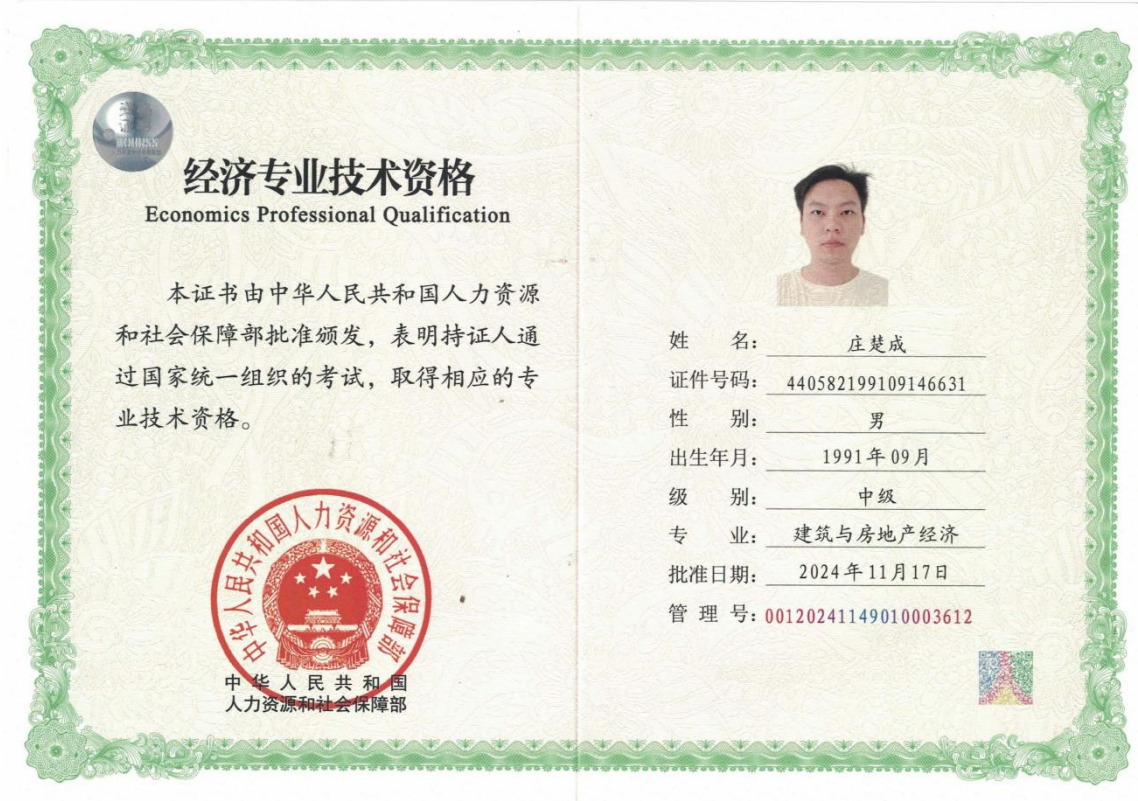 经济专业技术资格
Economics Professional Qualification
本证书由中华人民共和国人力资源
和社会保障部批准颁发，表明持证人通
过国家统一组织的考试，取得相应的专
业技术资格。
中华人民共和国人力资源和社会保障部
中华人民共和国
人力资源和社会保障部
姓 名： 庄楚成
证件号码： 440582199109146631
性 别： 男
出生年月： 1991年09月
级 别： 中级
专 业： 建筑与房地产经济
批准日期： 2024年11月17日
管 理 号： 00120241149010003612